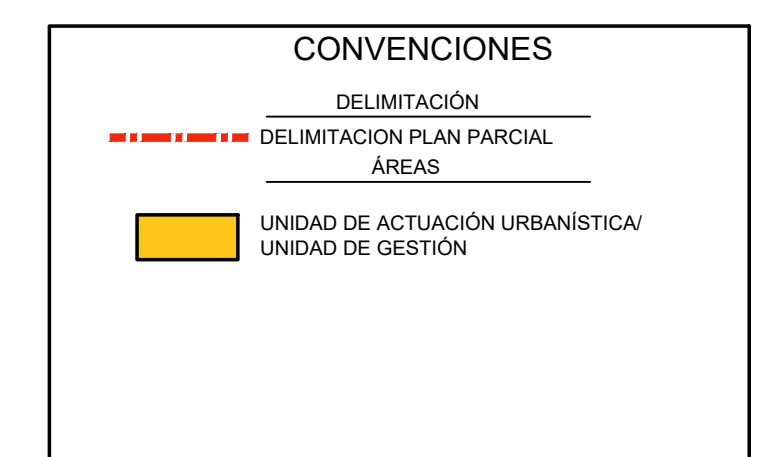 CONVENCIONES
DELIMITACIÓN
DELIMITACION PLAN PARCIAL
ÁREAS
UNIDAD DE ACTUACIÓN URBANÍSTICA/
UNIDAD DE GESTIÓN